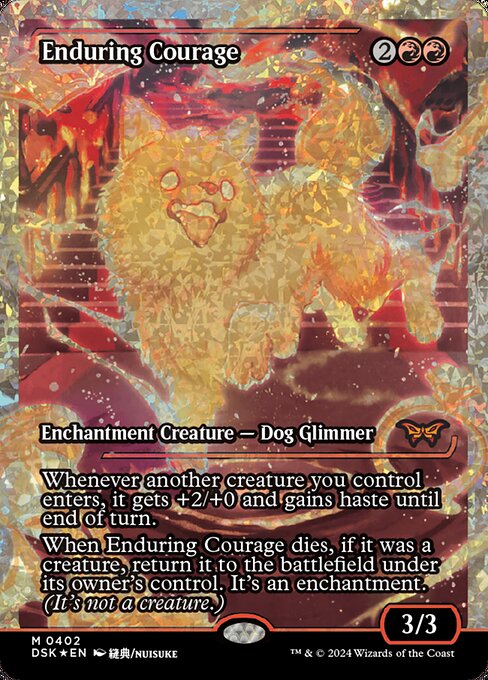 Enduring Courage 2
Enchantment Creature — Dog Glimmer
Whenever another creature you control
enters, it gets +2/+0 and gains haste until
end of turn.
When Enduring Courage dies, if it was a
creature, return it to the battlefield under
its owner's control. It's an enchantment.
(It's not a creature.)
3/3
M 0402
DSK★EN 縫典/NUISUKE
™ & © 2024 Wizards of the Coast